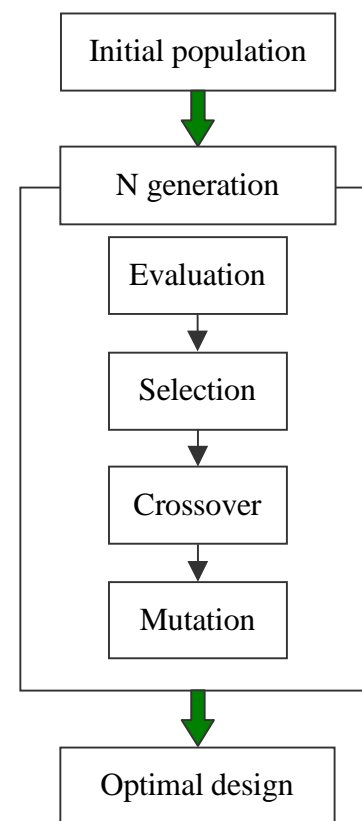 Initial population
N generation
Evaluation
Selection
Crossover
Mutation
Optimal design